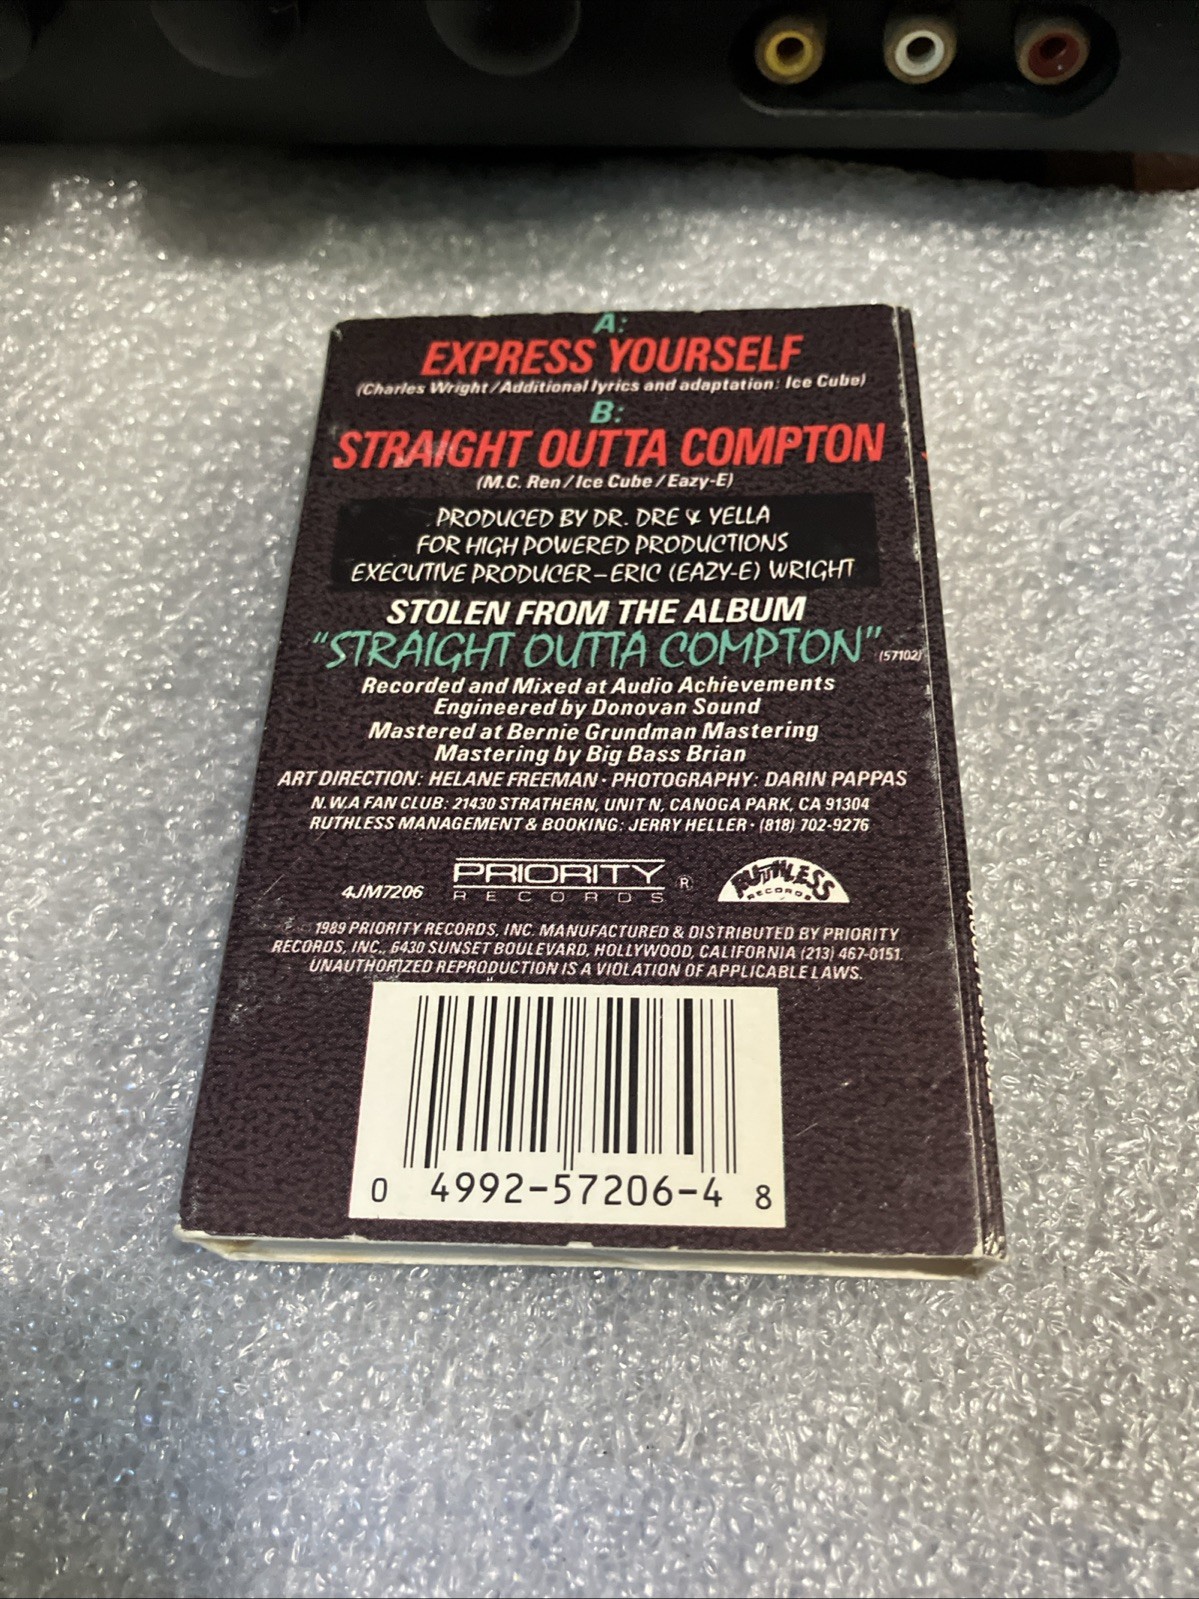 A:
EXPRESS YOURSELF
(Charles Wright/Additional lyrics and adaptation: Ice Cube)
B:
STRAIGHT OUTTA COMPTON
(M.C. Ren/Ice Cube/Eazy-E)
PRODUCED BY DR. DRE & YELLA
FOR HIGH POWERED PRODUCTIONS
EXECUTIVE PRODUCER–ERIC (EAZY-E) WRIGHT
STOLEN FROM THE ALBUM
"STRAIGHT OUTTA COMPTON" (57102)
Recorded and Mixed at Audio Achievements
Engineered by Donovan Sound
Mastered at Bernie Grundman Mastering
Mastering by Big Bass Brian
ART DIRECTION: HELANE FREEMAN · PHOTOGRAPHY: DARIN PAPPAS
N.W.A FAN CLUB: 21430 STRATHERN, UNIT N, CANOGA PARK, CA 91304
RUTHLESS MANAGEMENT & BOOKING: JERRY HELLER · (818) 702-9276
4JM7206 PRIORITY RECORDS ® RUTHLESS RECORDS
1989 PRIORITY RECORDS, INC. MANUFACTURED & DISTRIBUTED BY PRIORITY
RECORDS, INC., 6430 SUNSET BOULEVARD, HOLLYWOOD, CALIFORNIA (213) 467-0151.
UNAUTHORIZED REPRODUCTION IS A VIOLATION OF APPLICABLE LAWS.
0 4992-57206-4 8